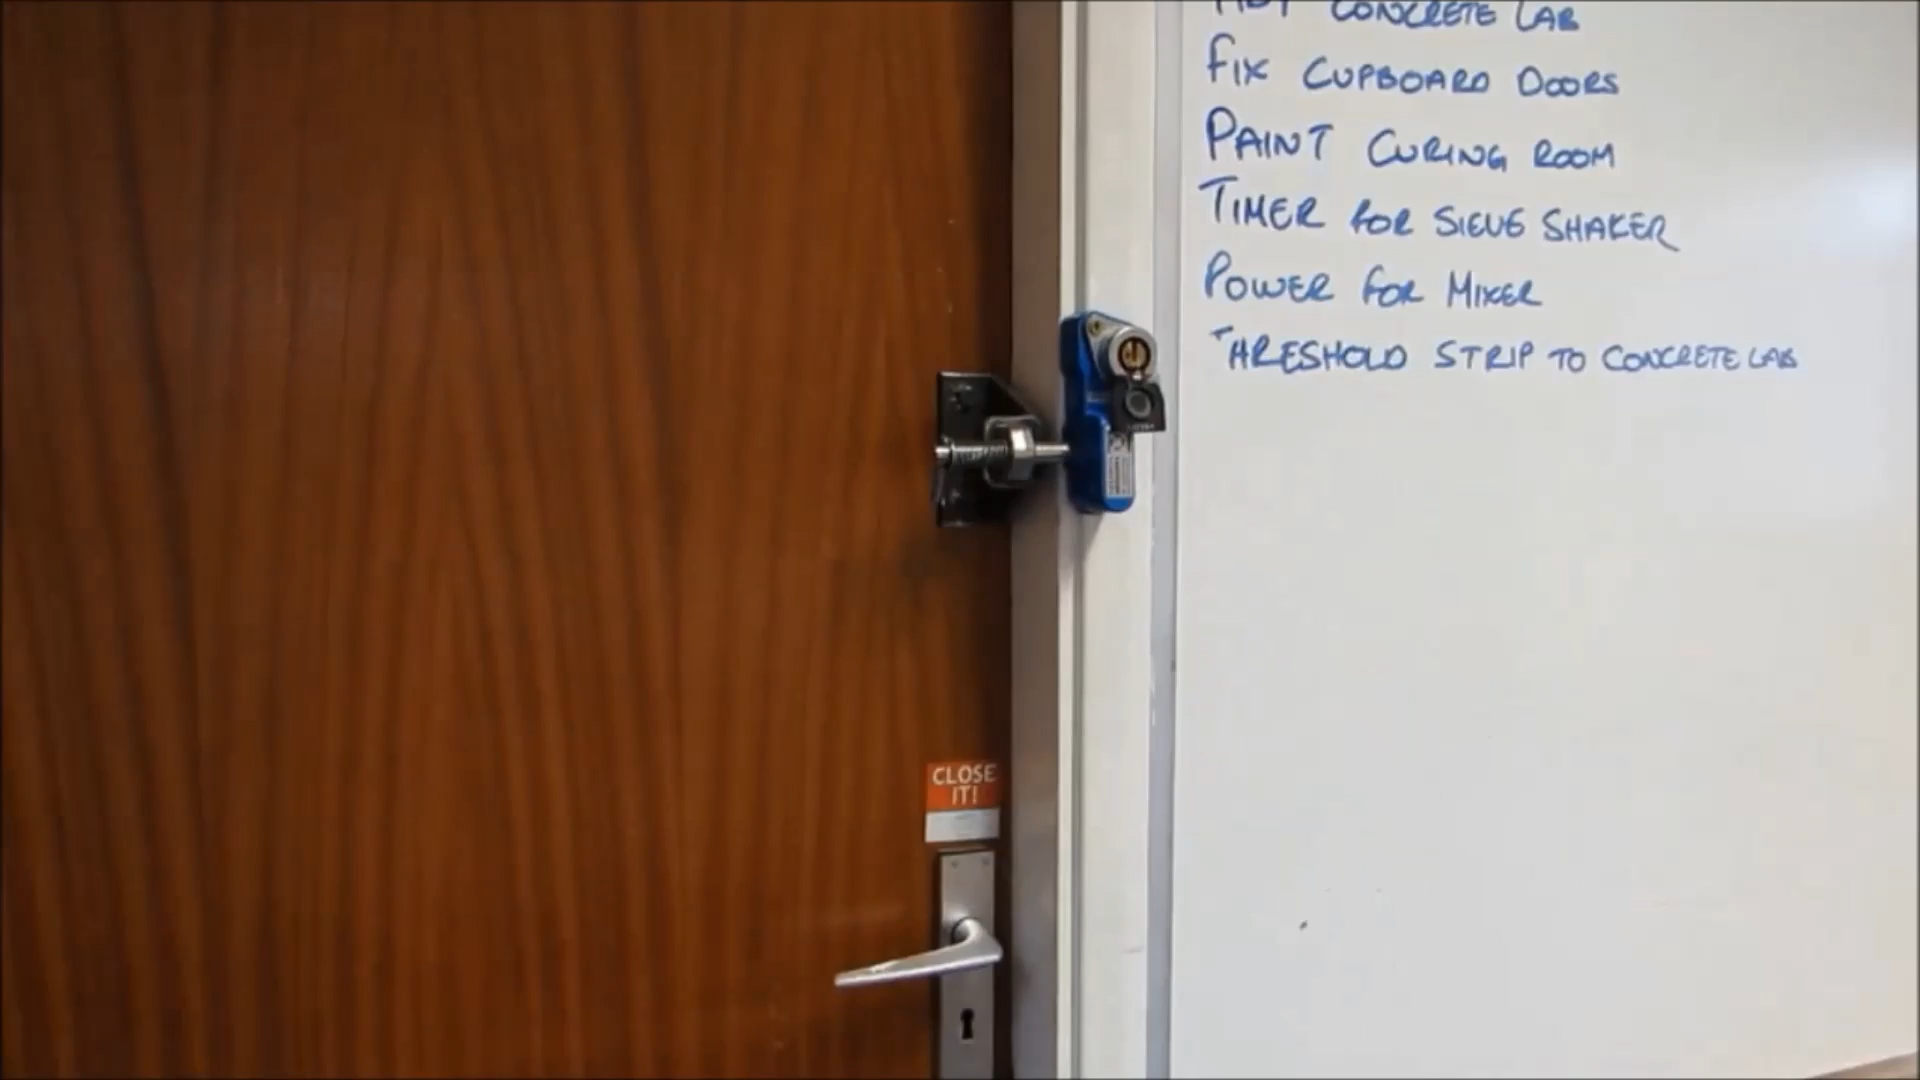 CONCRETE LAB
FIX CUPBOARD DOORS
PAINT CURING ROOM
TIMER FOR SIEVE SHAKER
POWER FOR MIXER
THRESHOLD STRIP TO CONCRETE LAB
CLOSE
IT!